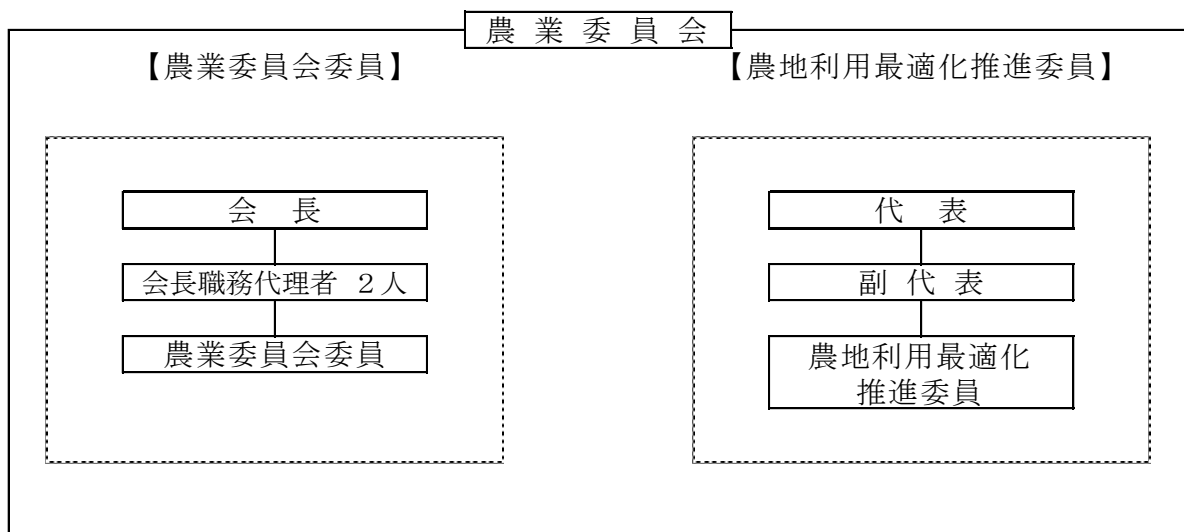 農業委員会
【農業委員会委員】
会長
会長職務代理者 2人
農業委員会委員
【農地利用最適化推進委員】
代表
副代表
農地利用最適化
推進委員